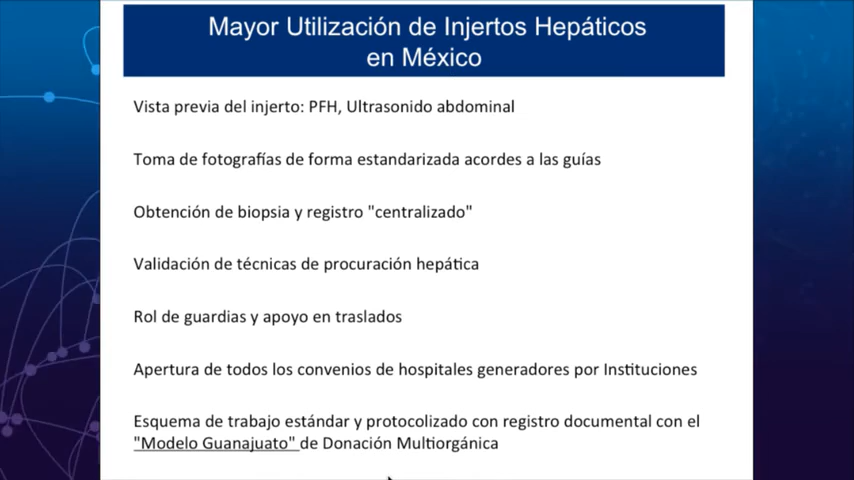 Mayor Utilización de Injertos Hepáticos
en México
Vista previa del injerto: PFH, Ultrasonido abdominal
Toma de fotografías de forma estandarizada acordes a las guías
Obtención de biopsia y registro "centralizado"
Validación de técnicas de procuración hepática
Rol de guardias y apoyo en traslados
Apertura de todos los convenios de hospitales generadores por Instituciones
Esquema de trabajo estándar y protocolizado con registro documental con el
"Modelo Guanajuato" de Donación Multiorgánica